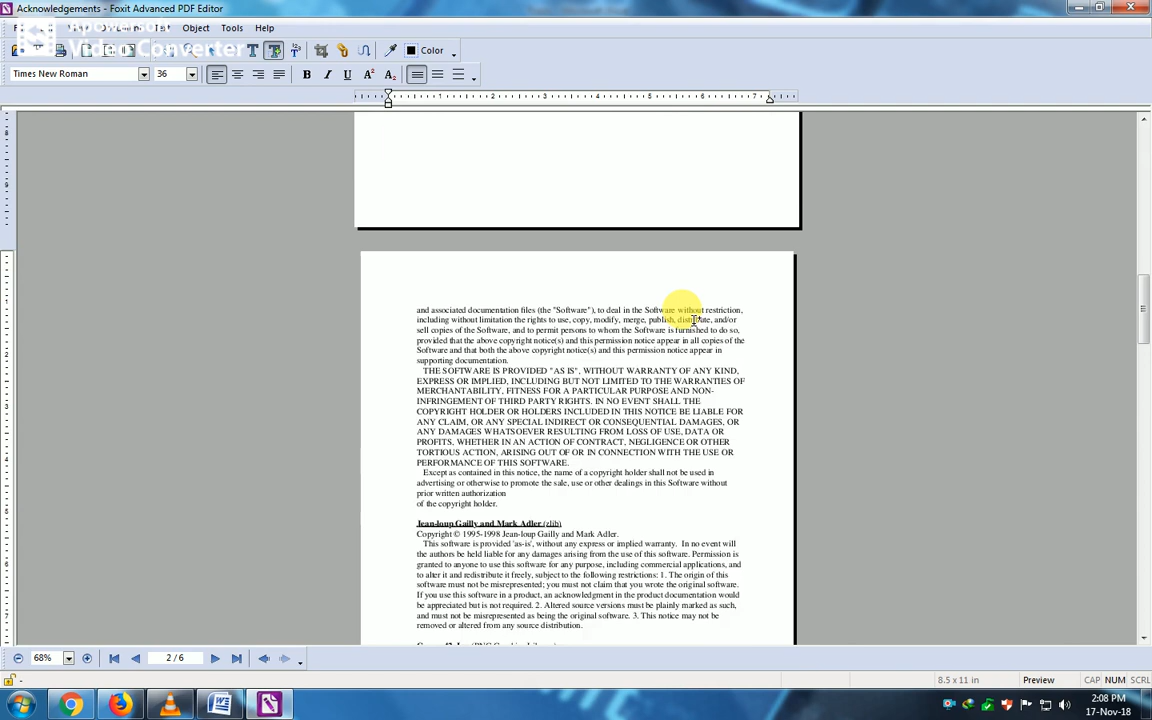 Acknowledgements - Foxit Advanced PDF Editor
Object Tools Help
Apowersoft
Video Converter
Color
Times New Roman 36 B I U A² A₂
1 2 3 4 5 6 7
and associated documentation files (the "Software"), to deal in the Software without restriction,
including without limitation the rights to use, copy, modify, merge, publish, distribute, and/or
sell copies of the Software, and to permit persons to whom the Software is furnished to do so,
provided that the above copyright notice(s) and this permission notice appear in all copies of the
Software and that both the above copyright notice(s) and this permission notice appear in
supporting documentation.
THE SOFTWARE IS PROVIDED "AS IS", WITHOUT WARRANTY OF ANY KIND,
EXPRESS OR IMPLIED, INCLUDING BUT NOT LIMITED TO THE WARRANTIES OF
MERCHANTABILITY, FITNESS FOR A PARTICULAR PURPOSE AND NON-
INFRINGEMENT OF THIRD PARTY RIGHTS. IN NO EVENT SHALL THE
COPYRIGHT HOLDER OR HOLDERS INCLUDED IN THIS NOTICE BE LIABLE FOR
ANY CLAIM, OR ANY SPECIAL INDIRECT OR CONSEQUENTIAL DAMAGES, OR
ANY DAMAGES WHATSOEVER RESULTING FROM LOSS OF USE, DATA OR
PROFITS, WHETHER IN AN ACTION OF CONTRACT, NEGLIGENCE OR OTHER
TORTIOUS ACTION, ARISING OUT OF OR IN CONNECTION WITH THE USE OR
PERFORMANCE OF THIS SOFTWARE.
Except as contained in this notice, the name of a copyright holder shall not be used in
advertising or otherwise to promote the sale, use or other dealings in this Software without
prior written authorization
of the copyright holder.
Jean-loup Gailly and Mark Adler (zlib)
Copyright © 1995-1998 Jean-loup Gailly and Mark Adler.
This software is provided 'as-is', without any express or implied warranty. In no event will
the authors be held liable for any damages arising from the use of this software. Permission is
granted to anyone to use this software for any purpose, including commercial applications, and
to alter it and redistribute it freely, subject to the following restrictions: 1. The origin of this
software must not be misrepresented; you must not claim that you wrote the original software.
If you use this software in a product, an acknowledgment in the product documentation would
be appreciated but is not required. 2. Altered source versions must be plainly marked as such,
and must not be misrepresented as being the original software. 3. This notice may not be
removed or altered from any source distribution.
68% 2 / 6
8.5 x 11 in Preview CAP NUM SCRL
2:08 PM
17-Nov-18